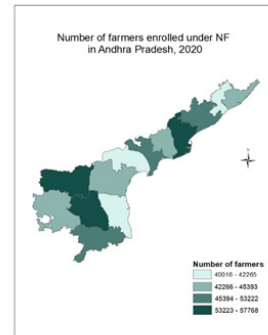 Number of farmers enrolled under NF
in Andhra Pradesh, 2020
Number of farmers
40016 - 42265
42266 - 45393
45394 - 53222
53223 - 57768